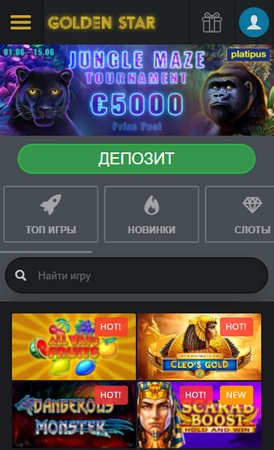 GOLDEN STAR
01.06 -15.06
platipus
JUNGLE MAZE
TOURNAMENT
€5000
Prize Pool
ДЕПОЗИТ
ТОП ИГРЫ
НОВИНКИ
СЛОТЫ
Найти игру
HOT!
HOT!
ALL WAYS
FRUITS
CLEO'S GOLD
HOT!
HOT!
NEW
DANGEROUS
MONSTER
SCARAB
BOOST
HOLD AND WIN